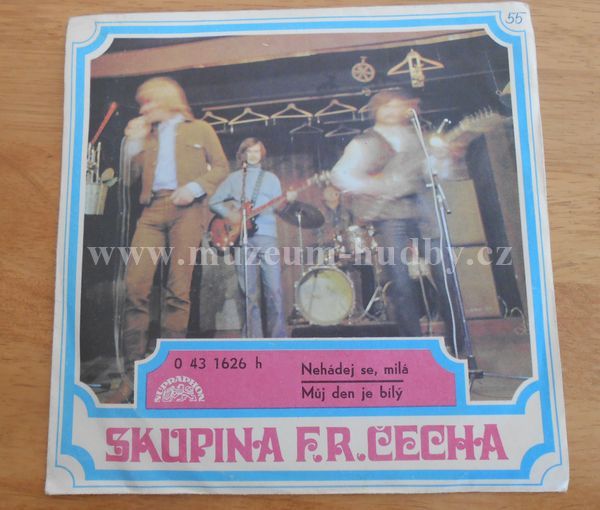 55
www.muzeum-hudby.cz
0 43 1626 h
Nehádej se, milá
Můj den je bílý
SUPRAPHON
SKUPINA F.R.ČECHA